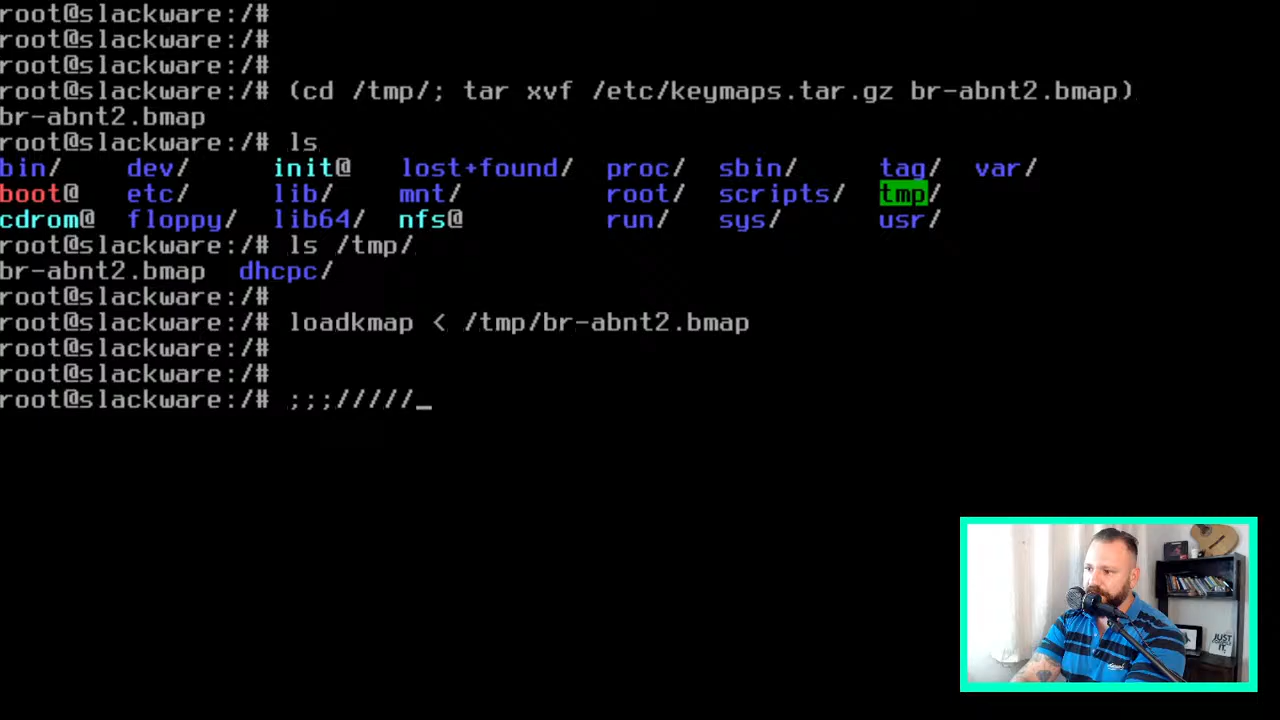 root@slackware:/#
root@slackware:/#
root@slackware:/#
root@slackware:/# (cd /tmp/; tar xvf /etc/keymaps.tar.gz br-abnt2.bmap)
br-abnt2.bmap
root@slackware:/# ls
bin/ dev/ init@ lost+found/ proc/ sbin/ tag/ var/
boot@ etc/ lib/ mnt/ root/ scripts/ tmp/
cdrom@ floppy/ lib64/ nfs@ run/ sys/ usr/
root@slackware:/# ls /tmp/
br-abnt2.bmap dhcpc/
root@slackware:/#
root@slackware:/# loadkmap < /tmp/br-abnt2.bmap
root@slackware:/#
root@slackware:/#
root@slackware:/# ;;;/////_
JUST
IT.